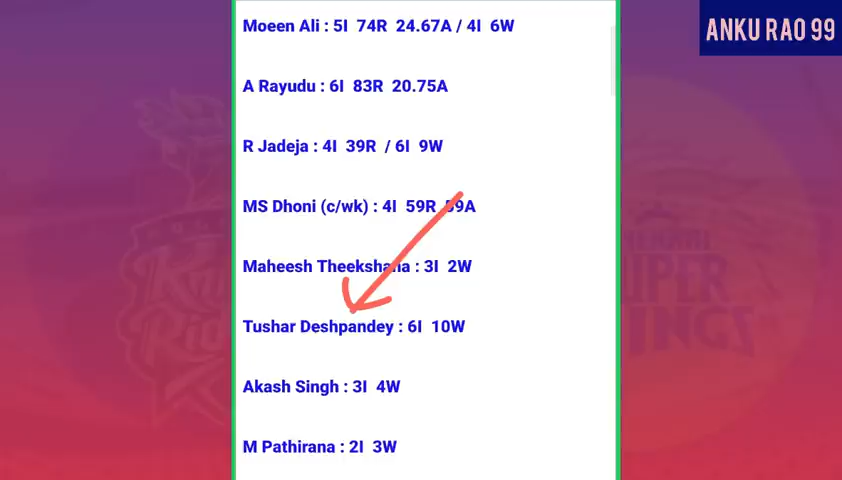 ANKU RAO 99
Moeen Ali : 5I 74R 24.67A / 4I 6W
A Rayudu : 6I 83R 20.75A
R Jadeja : 4I 39R / 6I 9W
MS Dhoni (c/wk) : 4I 59R 59A
Maheesh Theekshana : 3I 2W
Tushar Deshpandey : 6I 10W
Akash Singh : 3I 4W
M Pathirana : 2I 3W